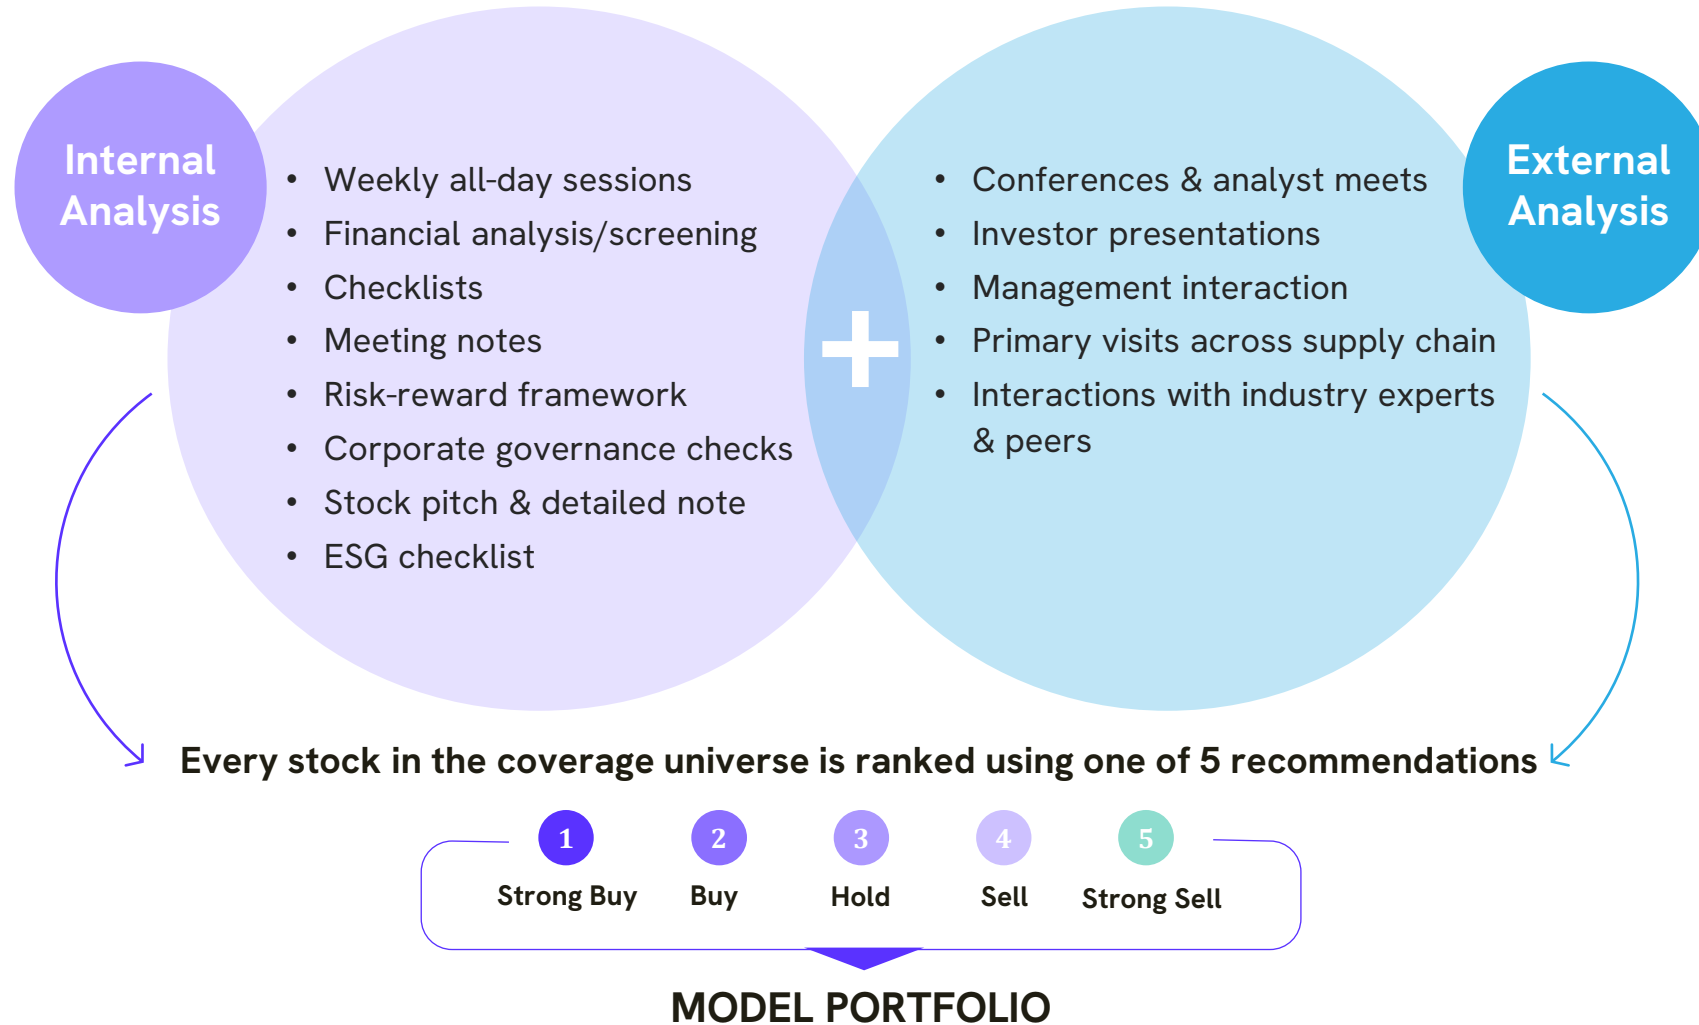 Internal
Analysis
• Weekly all-day sessions
• Financial analysis/screening
• Checklists
• Meeting notes
• Risk-reward framework
• Corporate governance checks
• Stock pitch & detailed note
• ESG checklist
+
• Conferences & analyst meets
• Investor presentations
• Management interaction
• Primary visits across supply chain
• Interactions with industry experts
& peers
External
Analysis
Every stock in the coverage universe is ranked using one of 5 recommendations
1 2 3 4 5
Strong Buy Buy Hold Sell Strong Sell
MODEL PORTFOLIO